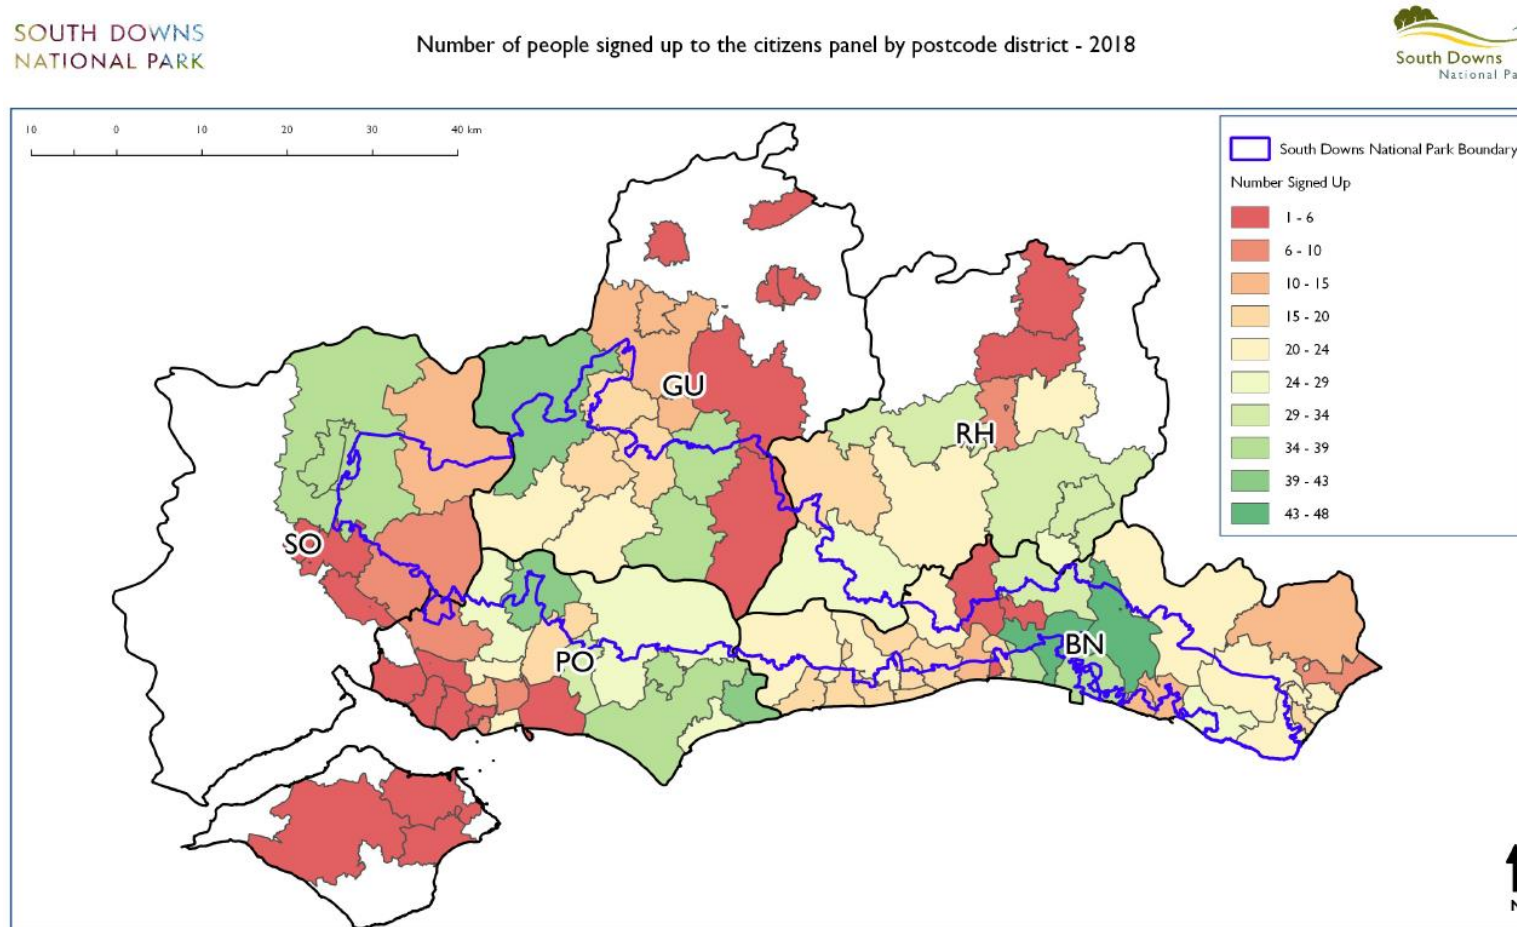 SOUTH DOWNS
NATIONAL PARK
Number of people signed up to the citizens panel by postcode district - 2018
South Downs
National Pa
10 0 10 20 30 40 km
South Downs National Park Boundary
Number Signed Up
1 - 6
6 - 10
10 - 15
15 - 20
20 - 24
24 - 29
29 - 34
34 - 39
39 - 43
43 - 48
GU
RH
SO
BN
PO
N